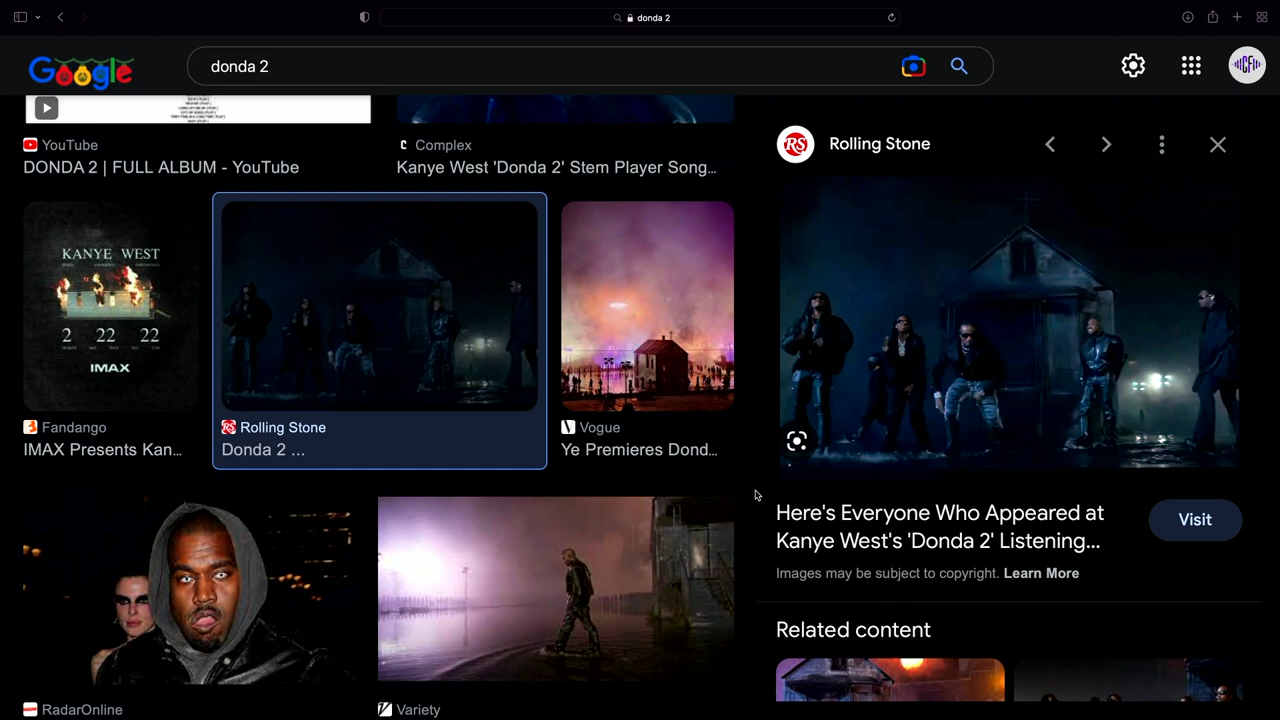 donda 2
Google
donda 2
YouTube
DONDA 2 | FULL ALBUM - YouTube
Complex
Kanye West 'Donda 2' Stem Player Song...
Rolling Stone
KANYE WEST
2 22 22
IMAX
Fandango
IMAX Presents Kan...
Rolling Stone
Donda 2 ...
Vogue
Ye Premieres Dond...
Here's Everyone Who Appeared at
Kanye West's 'Donda 2' Listening...
Visit
Images may be subject to copyright. Learn More
Related content
RadarOnline
Variety